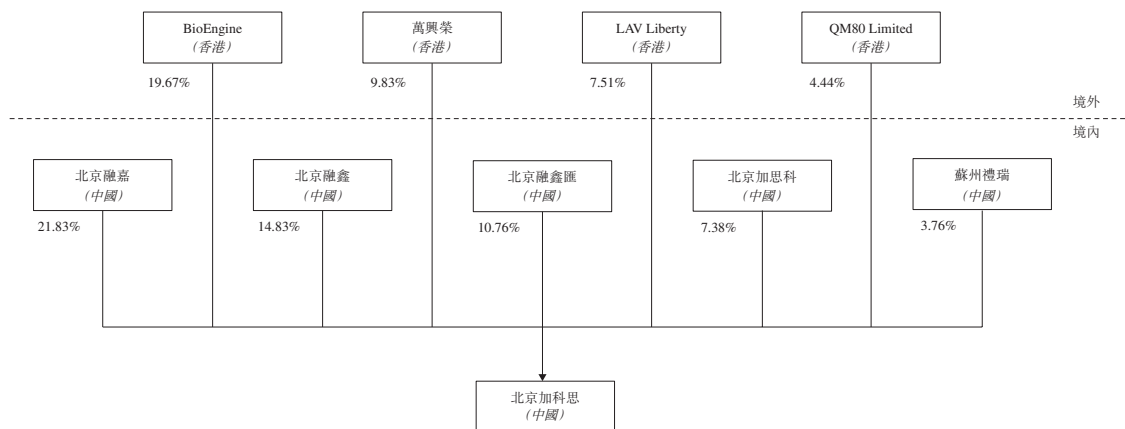 BioEngine
(香港)
萬興榮
(香港)
LAV Liberty
(香港)
QM80 Limited
(香港)
19.67%
9.83%
7.51%
4.44%
境外
境內
北京融嘉
(中國)
北京融鑫
(中國)
北京融鑫匯
(中國)
北京加思科
(中國)
蘇州禮瑞
(中國)
21.83%
14.83%
10.76%
7.38%
3.76%
北京加科思
(中國)